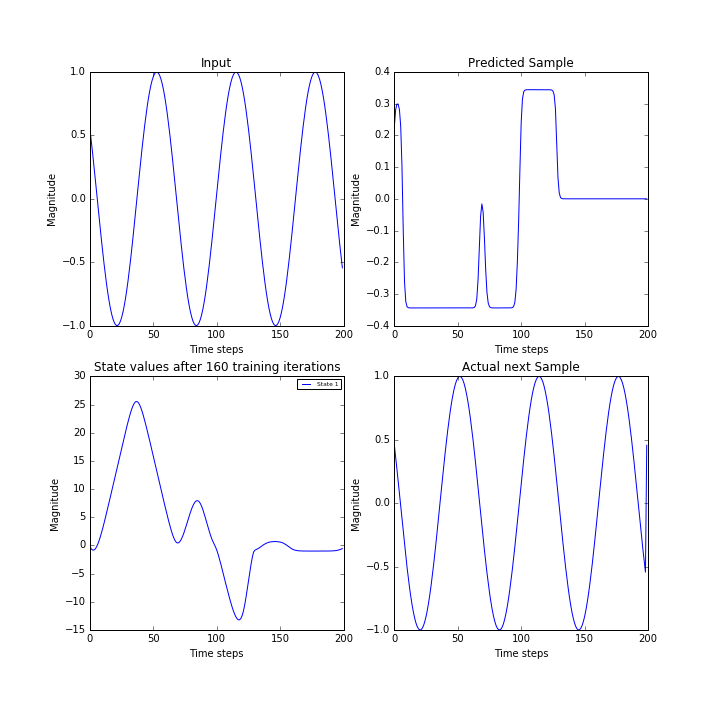 Input
1.0
0.5
0.0
−0.5
−1.0
Magnitude
0 50 100 150 200
Time steps
Predicted Sample
0.4
0.3
0.2
0.1
0.0
−0.1
−0.2
−0.3
−0.4
Magnitude
0 50 100 150 200
Time steps
State values after 160 training iterations
30
25
20
15
10
5
0
−5
−10
−15
Magnitude
State 1
0 50 100 150 200
Time steps
Actual next Sample
1.0
0.5
0.0
−0.5
−1.0
Magnitude
0 50 100 150 200
Time steps